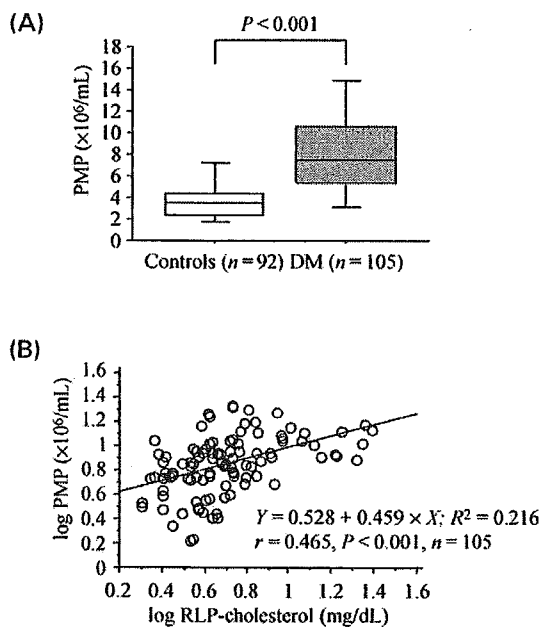 (A)
P < 0.001
PMP (×10⁶/mL)
18
16
14
12
10
8
6
4
2
0
Controls (n = 92) DM (n = 105)
(B)
log PMP (×10⁶/mL)
1.6
1.4
1.2
1.0
0.8
0.6
0.4
0.2
0
Y = 0.528 + 0.459 × X; R² = 0.216
r = 0.465, P < 0.001, n = 105
0.2 0.4 0.6 0.8 1 1.2 1.4 1.6
log RLP-cholesterol (mg/dL)